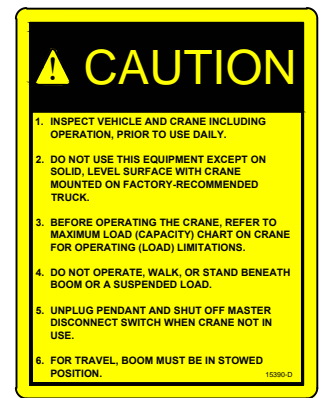 CAUTION
1. INSPECT VEHICLE AND CRANE INCLUDING
OPERATION, PRIOR TO USE DAILY.
2. DO NOT USE THIS EQUIPMENT EXCEPT ON
SOLID, LEVEL SURFACE WITH CRANE
MOUNTED ON FACTORY-RECOMMENDED
TRUCK.
3. BEFORE OPERATING THE CRANE, REFER TO
MAXIMUM LOAD (CAPACITY) CHART ON CRANE
FOR OPERATING (LOAD) LIMITATIONS.
4. DO NOT OPERATE, WALK, OR STAND BENEATH
BOOM OR A SUSPENDED LOAD.
5. UNPLUG PENDANT AND SHUT OFF MASTER
DISCONNECT SWITCH WHEN CRANE NOT IN
USE.
6. FOR TRAVEL, BOOM MUST BE IN STOWED
POSITION.
15390-D